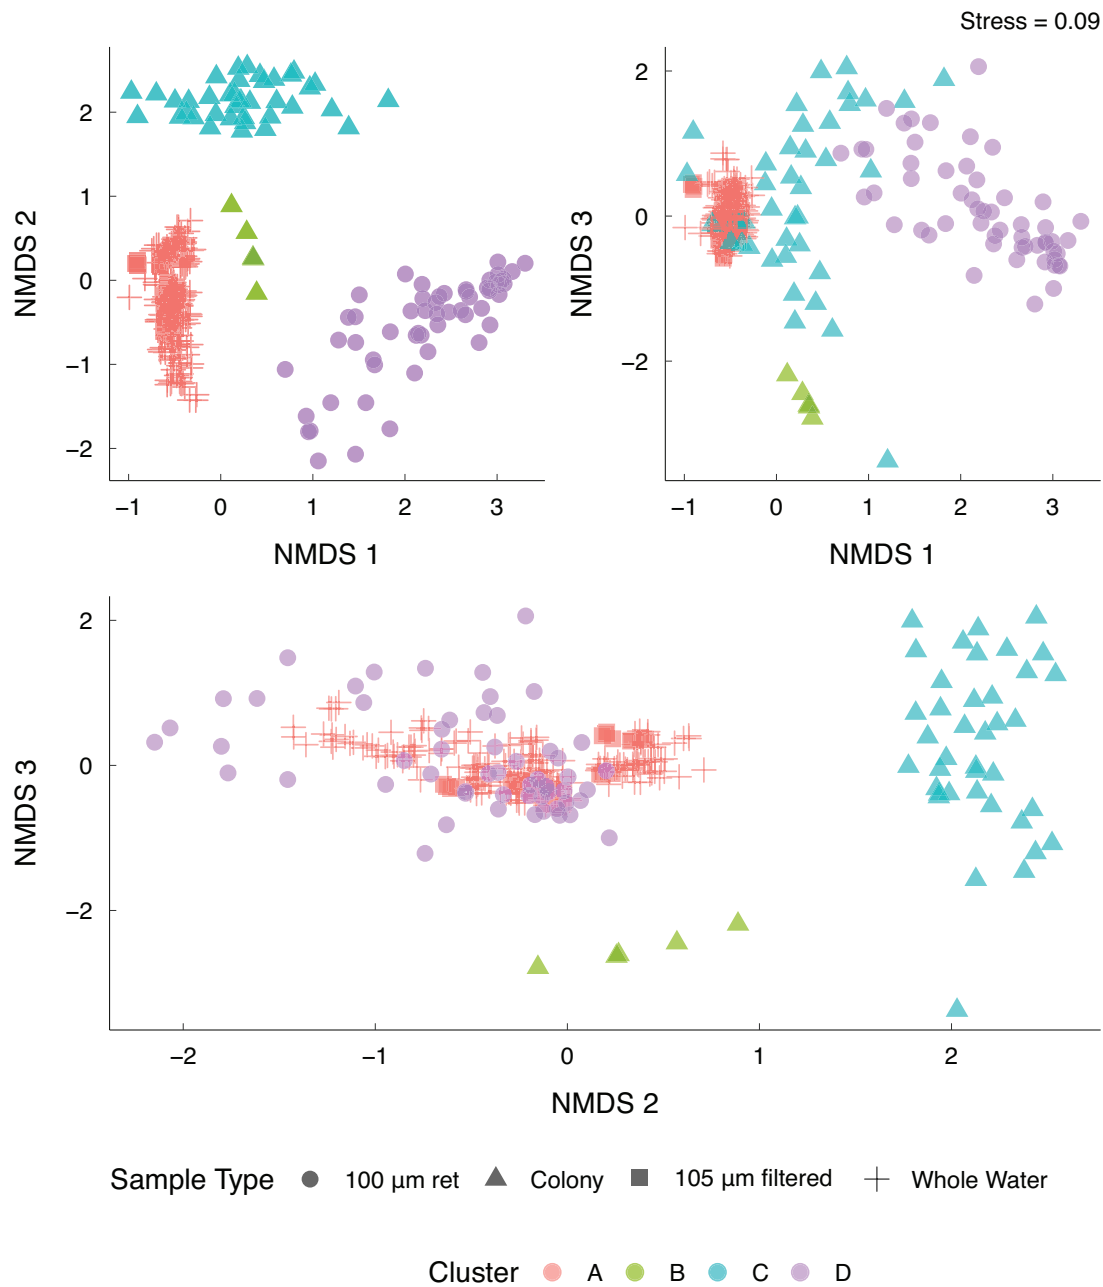 Stress = 0.09
2
1
0
−1
−2
NMDS 2
−1 0 1 2 3
NMDS 1
2
0
−2
NMDS 3
−1 0 1 2 3
NMDS 1
2
0
−2
NMDS 3
−2 −1 0 1 2
NMDS 2
Sample Type 100 µm ret Colony 105 µm filtered Whole Water
Cluster A B C D